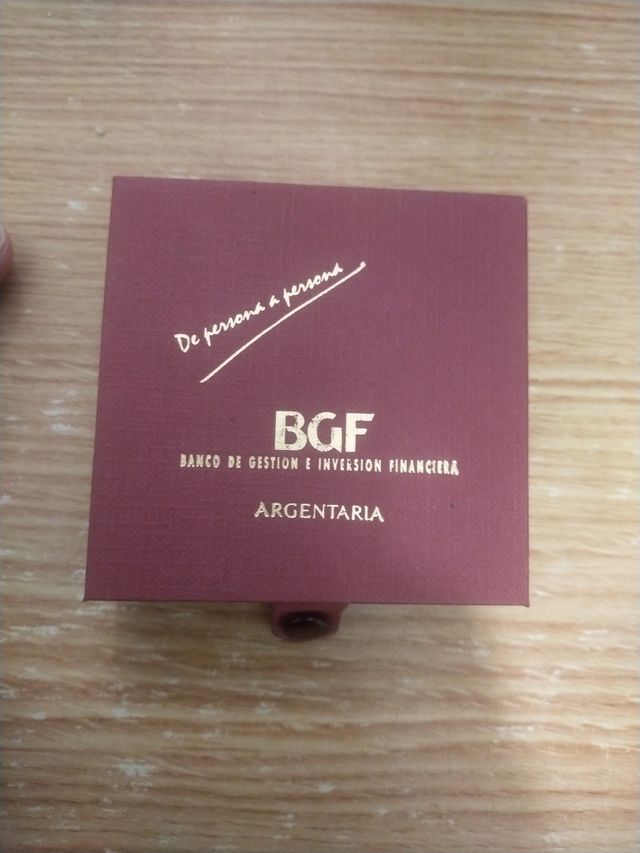 De persona a persona
BGF
BANCO DE GESTION E INVERSION FINANCIERA
ARGENTARIA